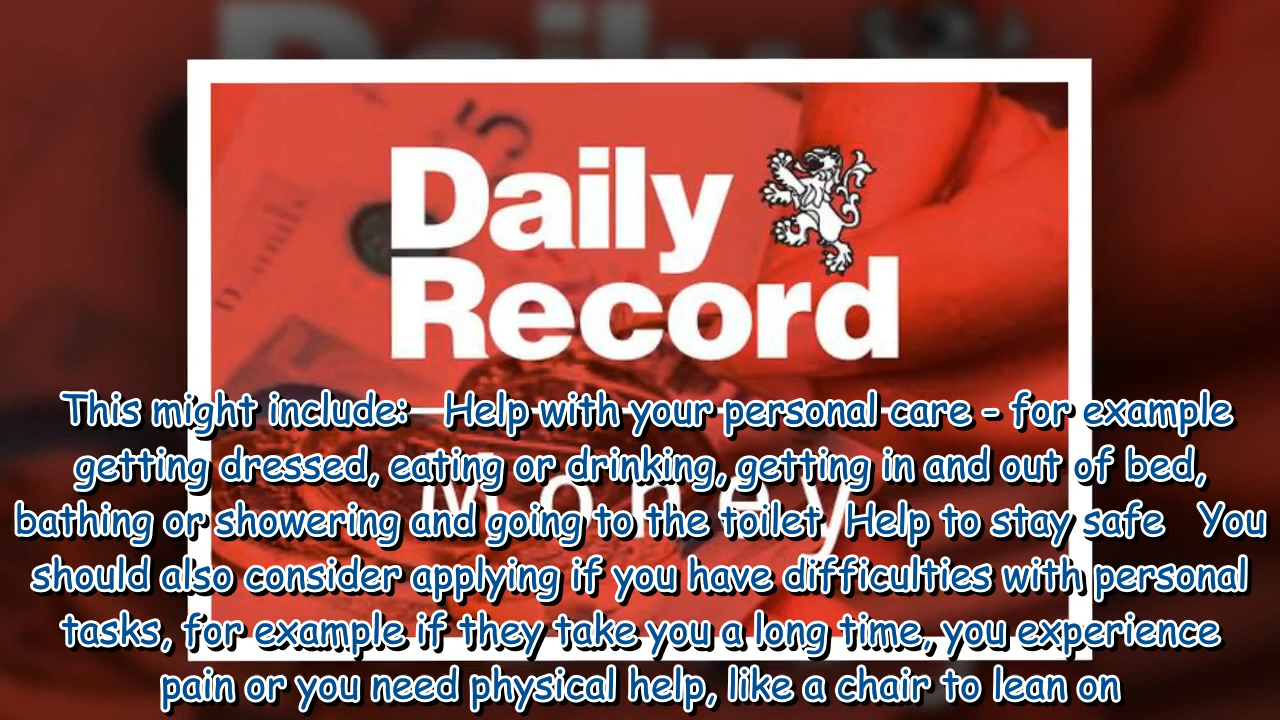 Daily
Record
Money
This might include: Help with your personal care - for example
getting dressed, eating or drinking, getting in and out of bed,
bathing or showering and going to the toilet, Help to stay safe You
should also consider applying if you have difficulties with personal
tasks, for example if they take you a long time, you experience
pain or you need physical help, like a chair to lean on